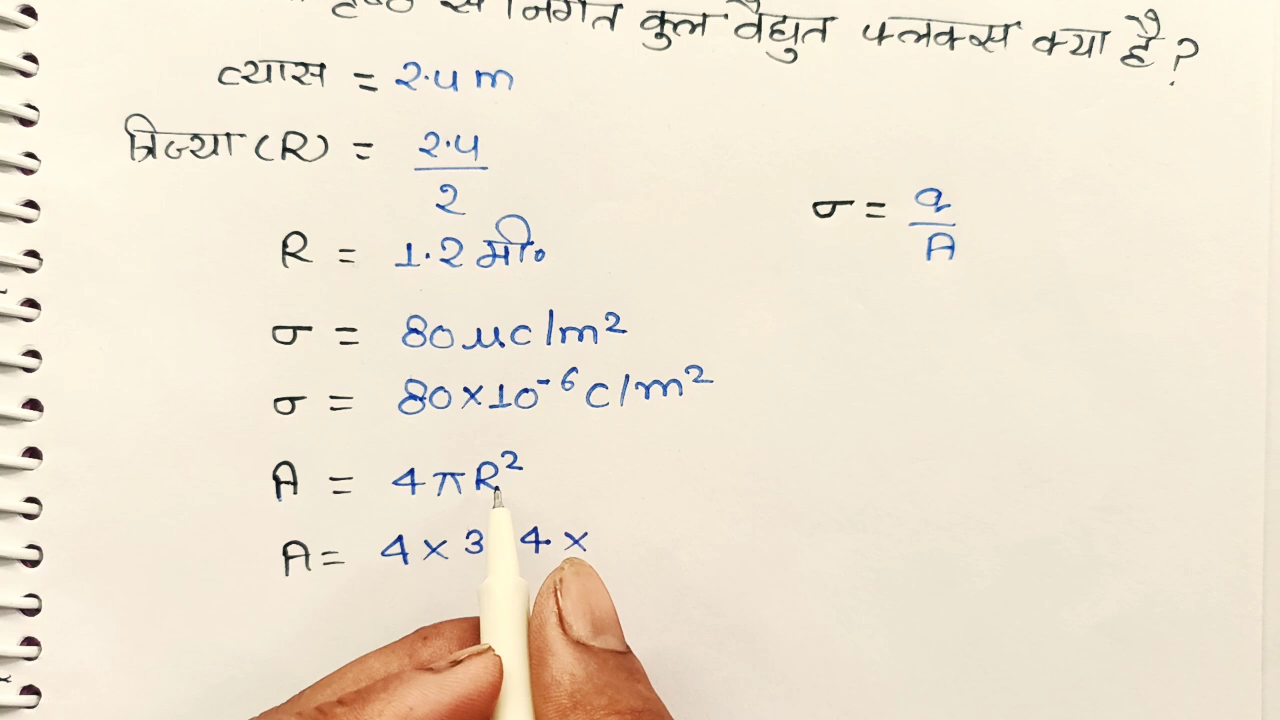 पृष्ठ से निर्गत कुल वैद्युत फ्लक्स क्या है?
व्यास = 2.4 m
त्रिज्या (R) = 2.4/2
σ = q/A
R = 1.2 मी०
σ = 80 μC/m²
σ = 80×10⁻⁶ C/m²
A = 4πR²
A = 4 × 3 4 ×